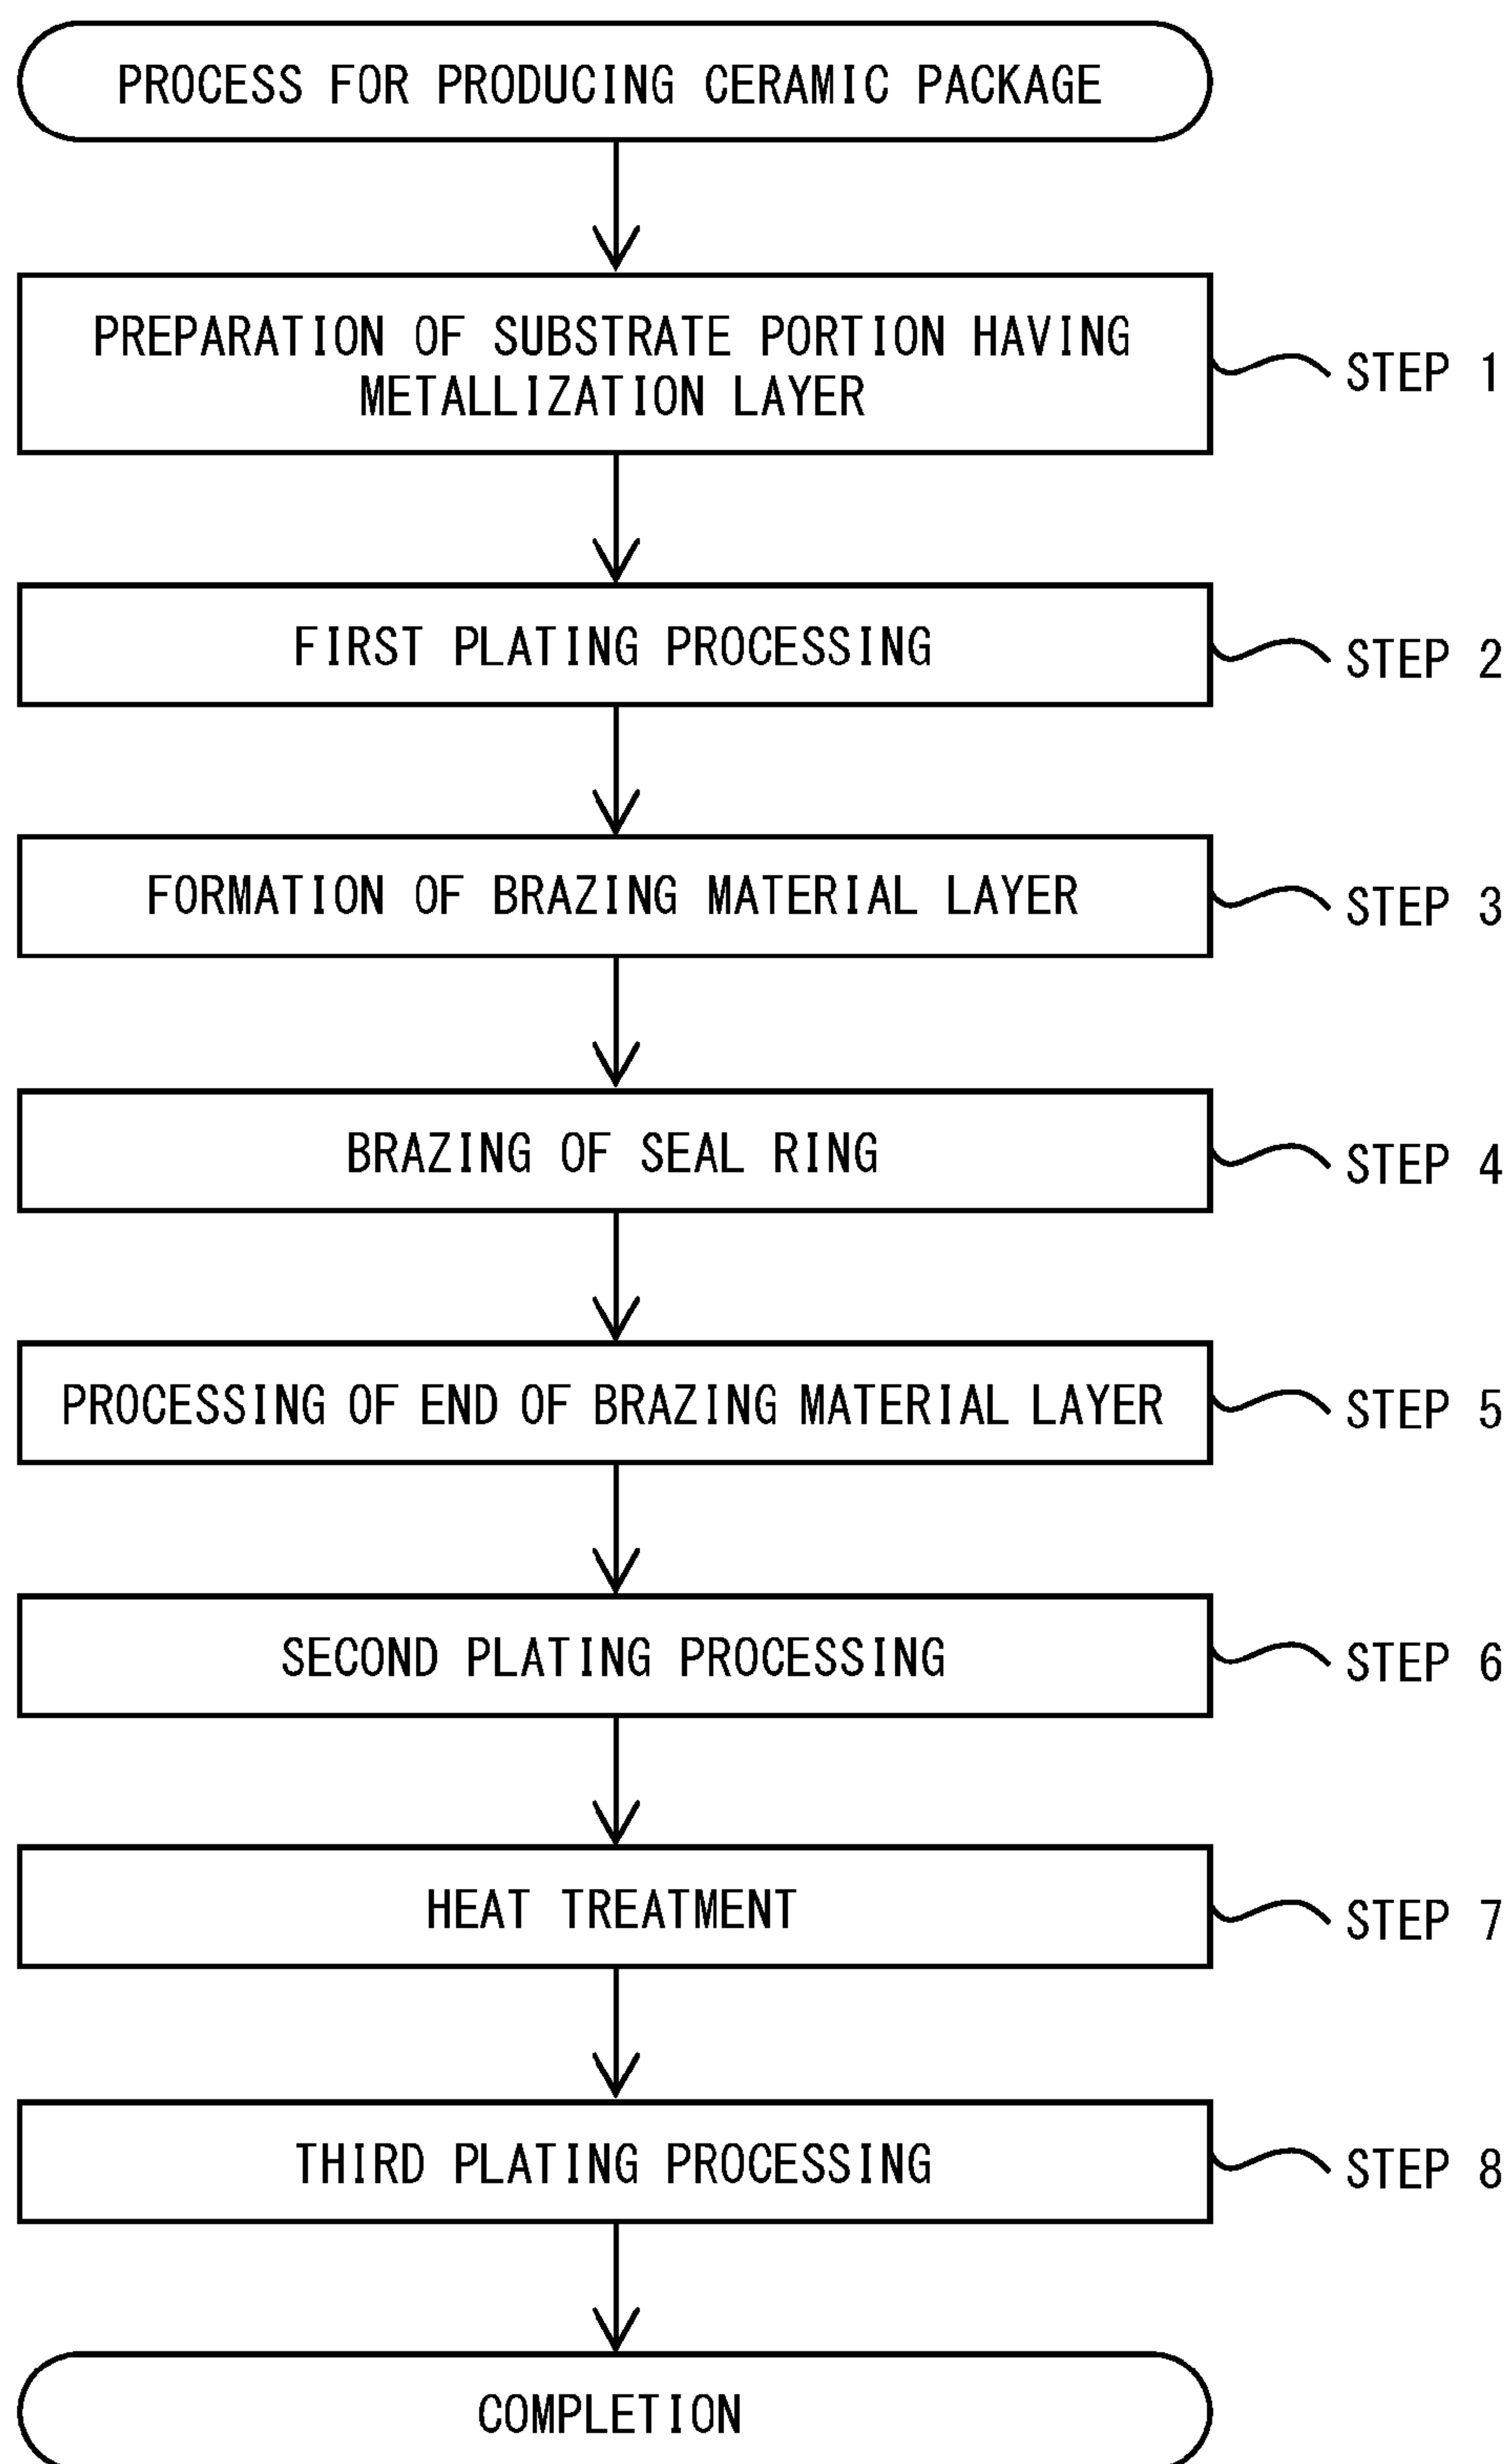 PROCESS FOR PRODUCING CERAMIC PACKAGE
PREPARATION OF SUBSTRATE PORTION HAVING
METALLIZATION LAYER
STEP 1
FIRST PLATING PROCESSING
STEP 2
FORMATION OF BRAZING MATERIAL LAYER
STEP 3
BRAZING OF SEAL RING
STEP 4
PROCESSING OF END OF BRAZING MATERIAL LAYER
STEP 5
SECOND PLATING PROCESSING
STEP 6
HEAT TREATMENT
STEP 7
THIRD PLATING PROCESSING
STEP 8
COMPLETION